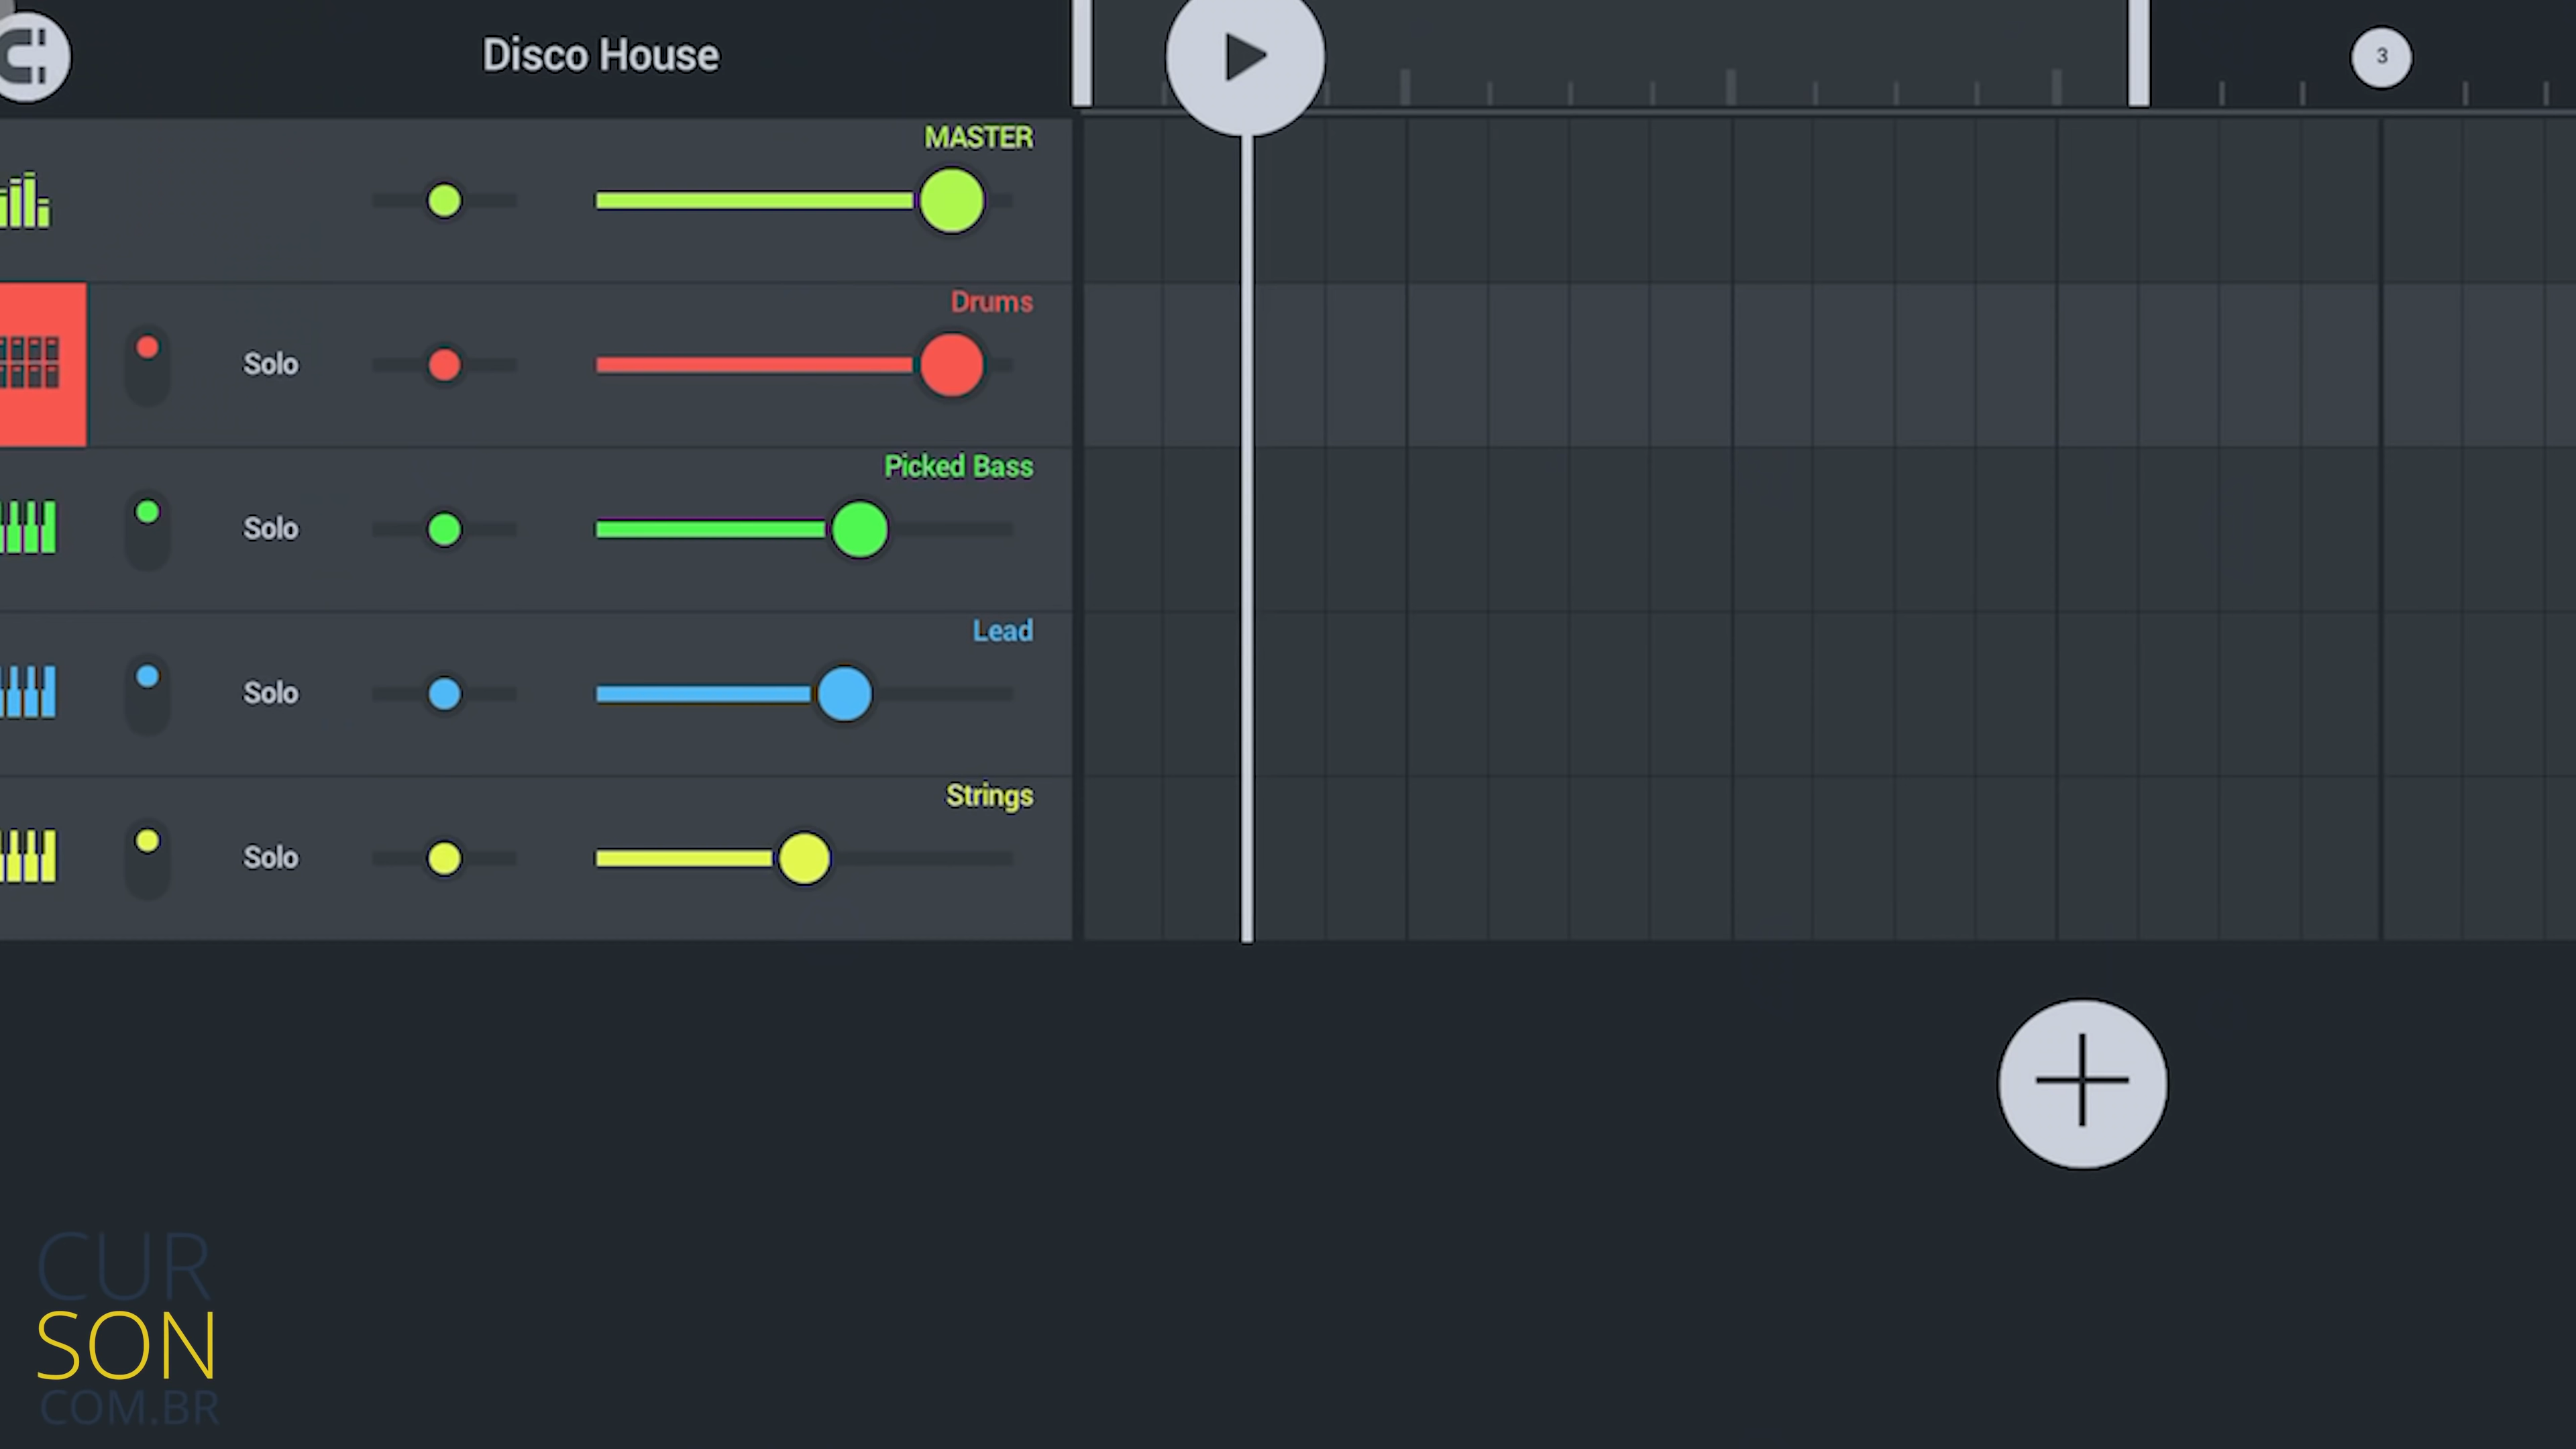 Disco House
3
MASTER
Drums
Solo
Picked Bass
Solo
Lead
Solo
Strings
Solo
CUR
SON
COM.BR